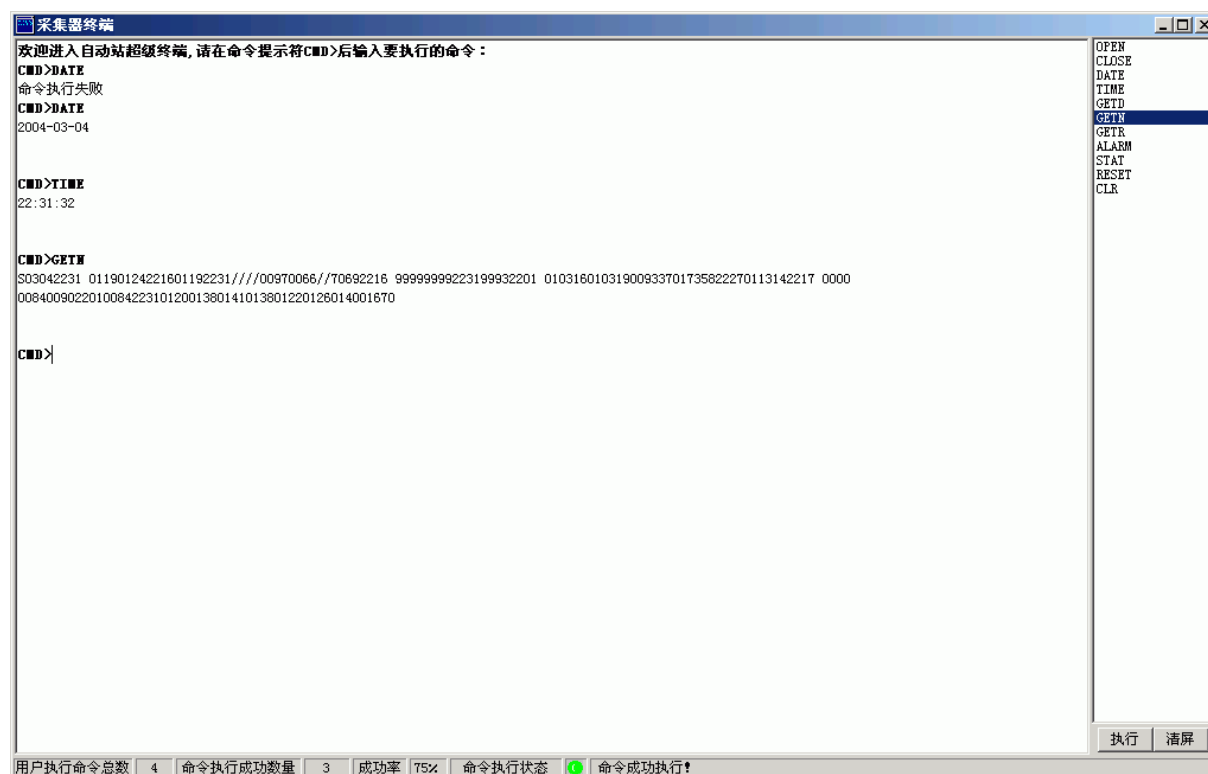 采集器终端
欢迎进入自动站超级终端,请在命令提示将CMD>后输入要执行的命令：
CMD>DATE
命令执行失败
CMD>DATE
2004-03-04
CMD>TIME
22:31:32
CMD>GETN
S03042231 01190124221601192231////00970066//70692216 99999999223199932201 01031601031900933701735822270113142217 0000
0084009022010084223101200138014101380122012601400​1670
CMD>
OPEN
CLOSE
DATE
TIME
GETD
GETN
GETR
ALARM
STAT
RESET
CLR
执行 清屏
用户执行命令总数 4 命令执行成功数量 3 成功率 75% 命令执行状态 命令成功执行!